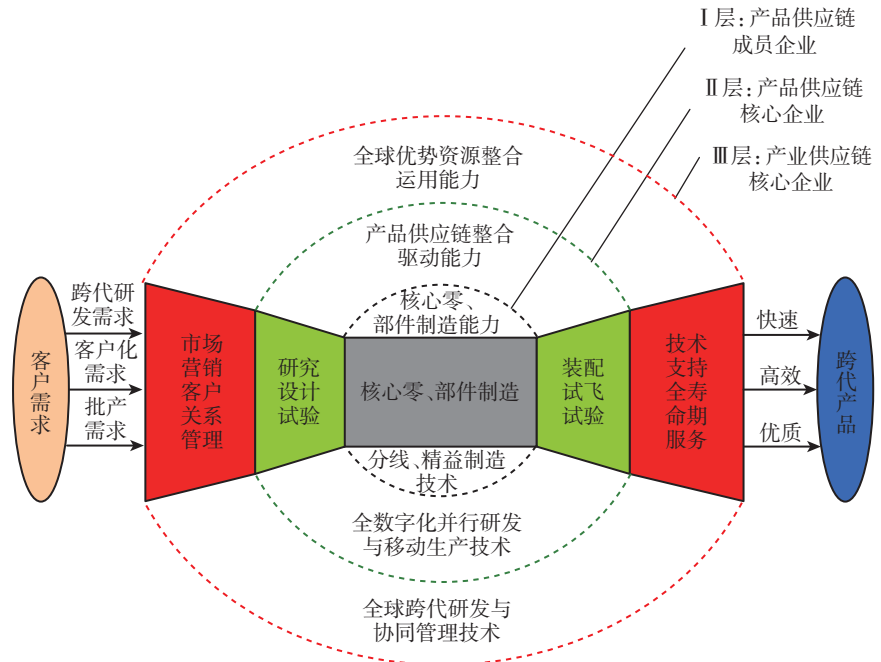 Ⅰ层:产品供应链
成员企业
Ⅱ层:产品供应链
核心企业
Ⅲ层:产业供应链
核心企业
全球优势资源整合
运用能力
产品供应链整合
驱动能力
核心零、
部件制造能力
客户需求
跨代研
发需求
客户化
需求
批产
需求
市场
营销
客户
关系
管理
研究
设计
试验
核心零、部件制造
装配
试飞
试验
技术
支持
全寿
命期
服务
快速
高效
优质
跨代产品
分线、精益制造
技术
全数字化并行研发
与移动生产技术
全球跨代研发与
协同管理技术